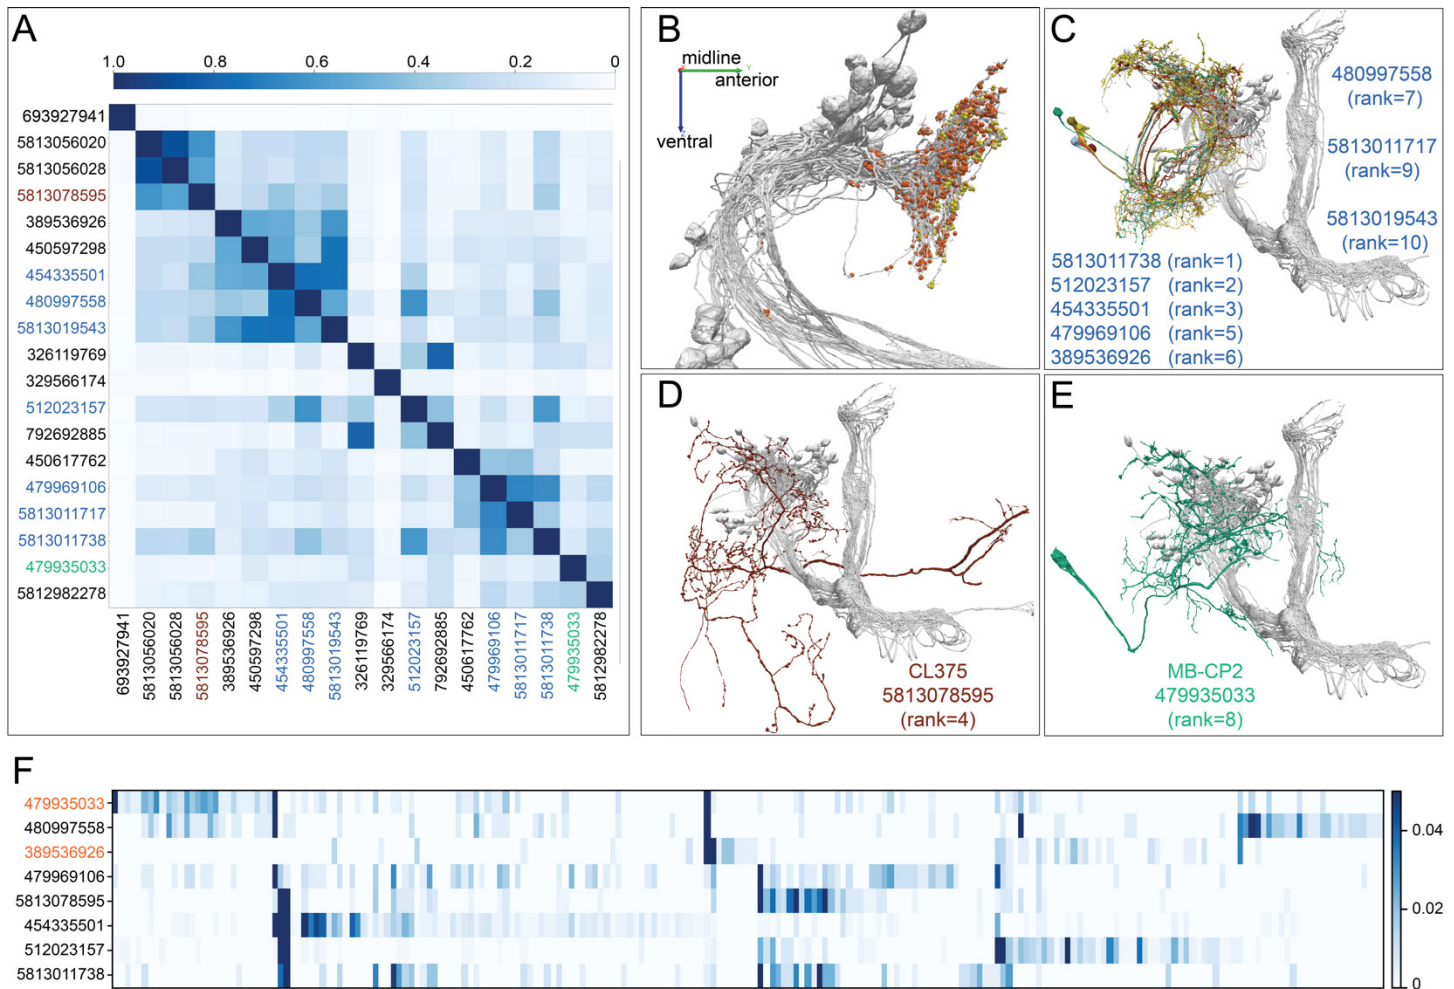 A
1.0 0.8 0.6 0.4 0.2 0
693927941
5813056020
5813056028
5813078595
389536926
450597298
454335501
480997558
5813019543
326119769
329566174
512023157
792692885
450617762
479969106
5813011717
5813011738
479935033
5812982278
693927941
5813056020
5813056028
5813078595
389536926
450597298
454335501
480997558
5813019543
326119769
329566174
512023157
792692885
450617762
479969106
5813011717
5813011738
479935033
5812982278
B
midline
Y
anterior
Z
ventral
C
480997558
(rank=7)
5813011717
(rank=9)
5813019543
(rank=10)
5813011738 (rank=1)
512023157 (rank=2)
454335501 (rank=3)
479969106 (rank=5)
389536926 (rank=6)
D
CL375
5813078595
(rank=4)
E
MB-CP2
479935033
(rank=8)
F
479935033
480997558
389536926
479969106
5813078595
454335501
512023157
5813011738
0.04
0.02
0